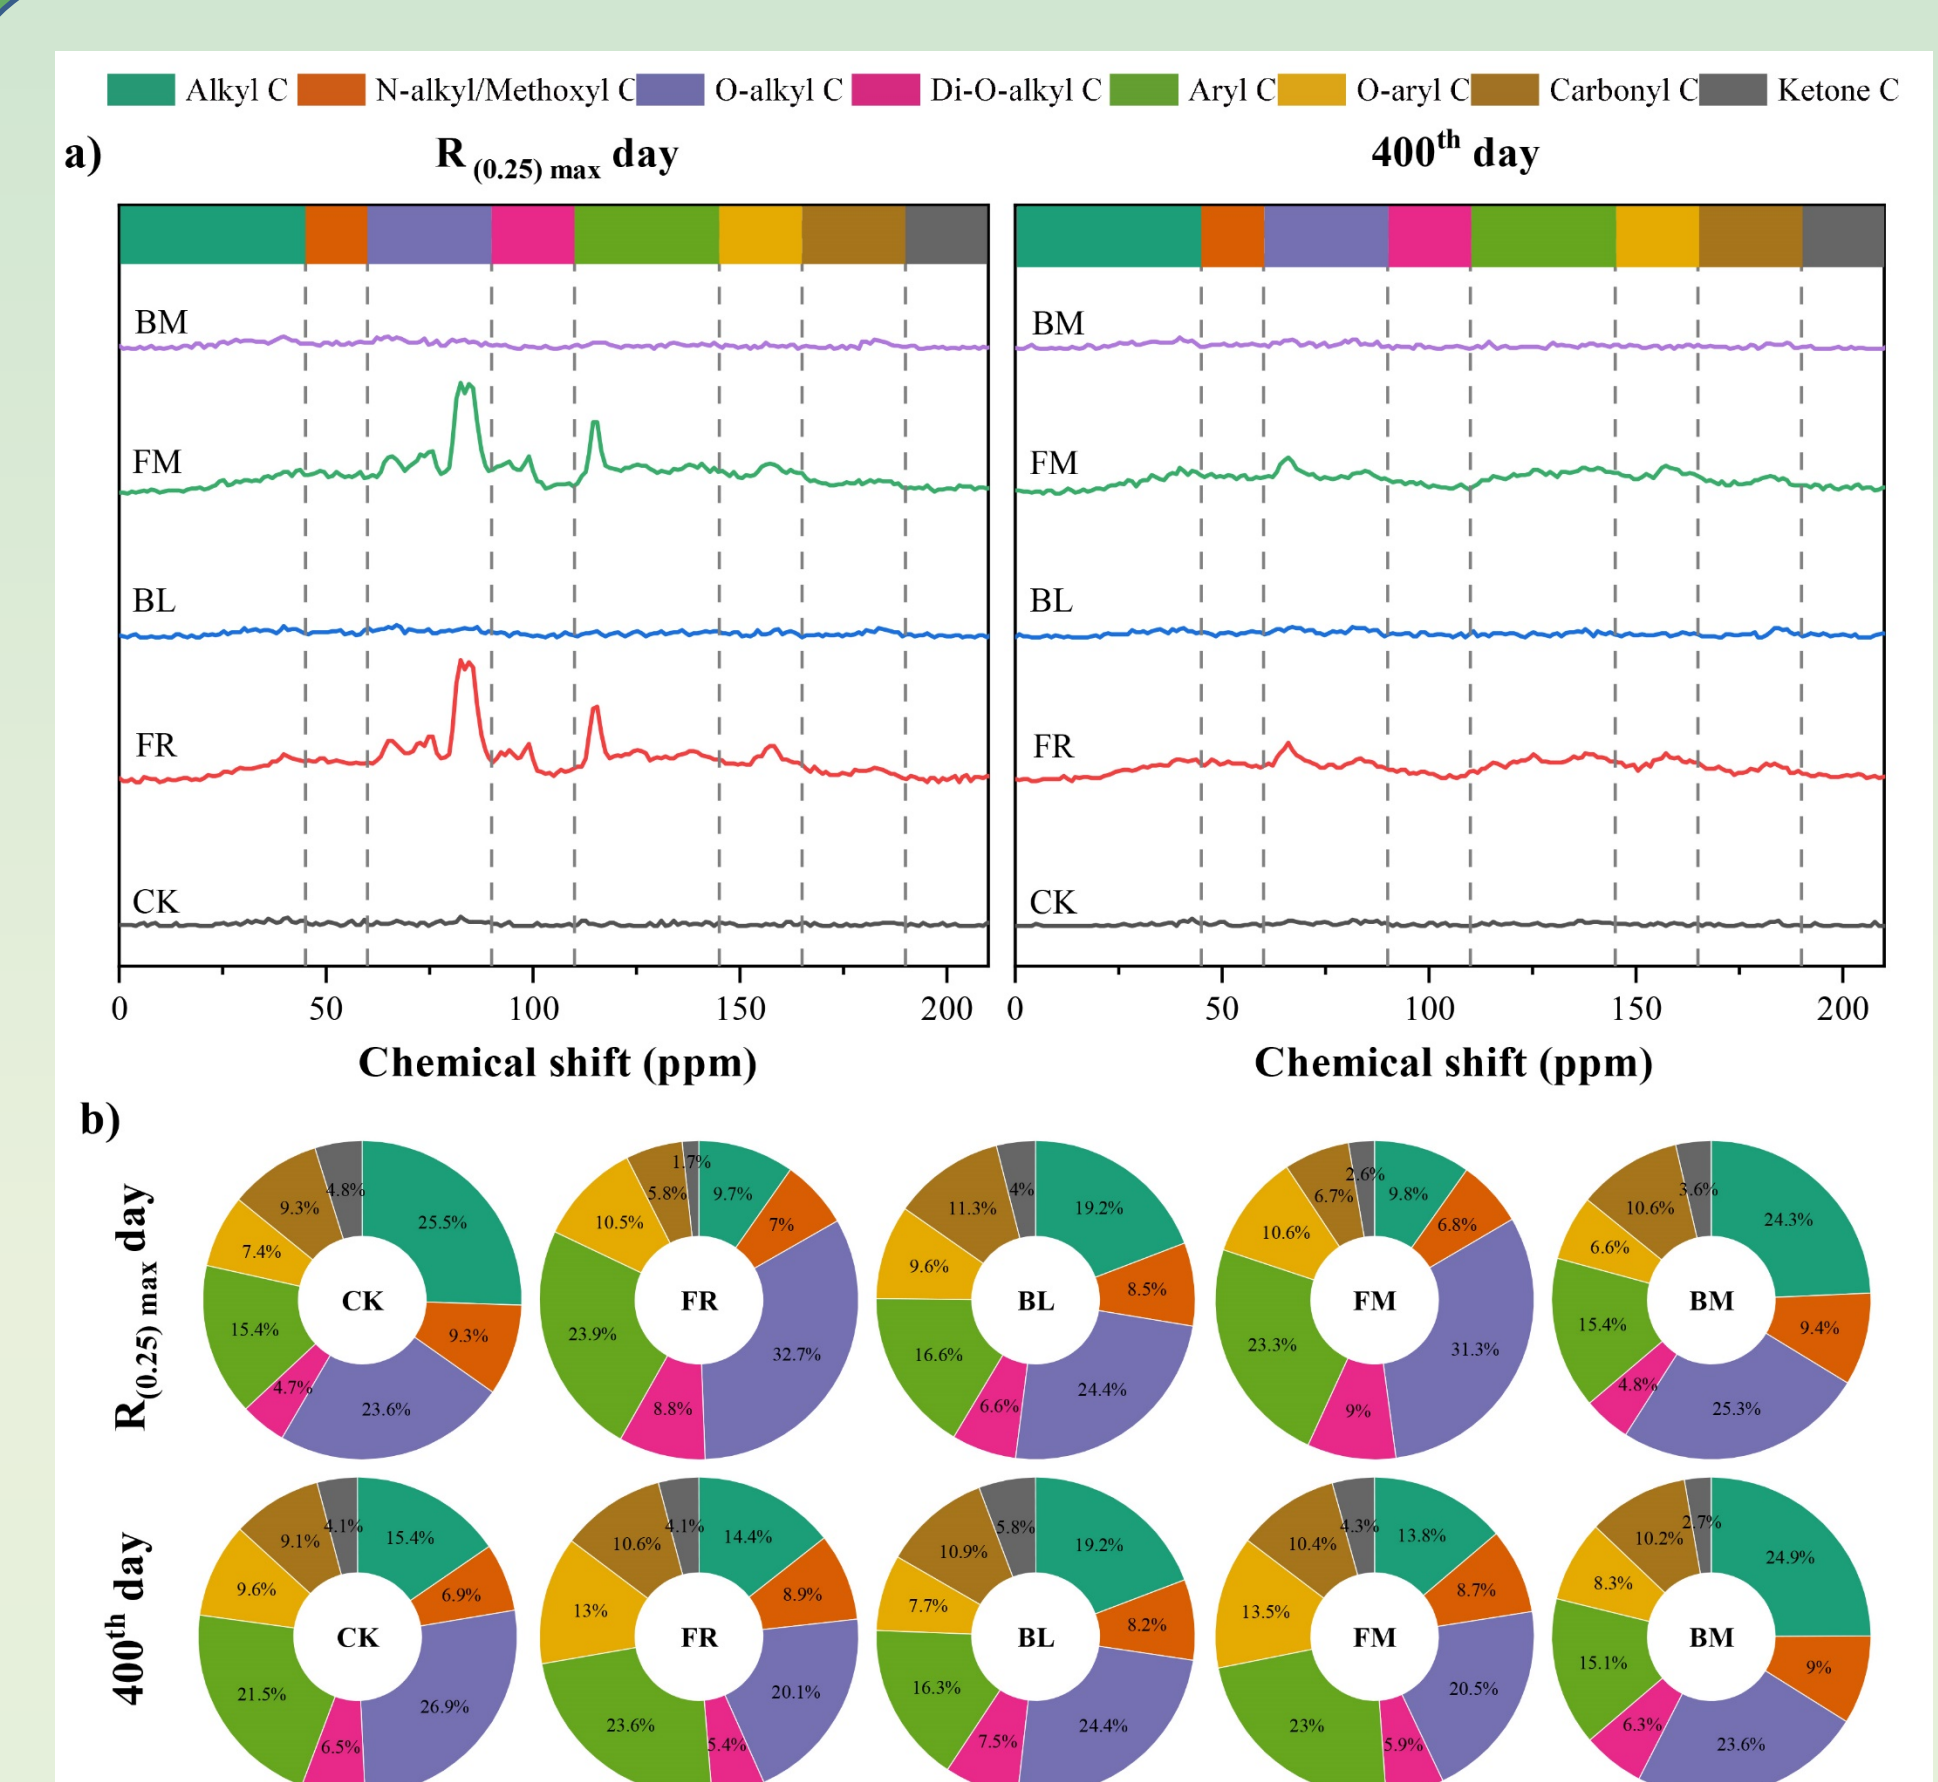 Alkyl C N-alkyl/Methoxyl C O-alkyl C Di-O-alkyl C Aryl C O-aryl C Carbonyl C Ketone C
a)
R (0.25) max day
400th day
BM
FM
BL
FR
CK
0 50 100 150 200
Chemical shift (ppm)
BM
FM
BL
FR
CK
0 50 100 150 200
Chemical shift (ppm)
b)
R(0.25) max day
CK
25.5%
9.3%
23.6%
4.7%
15.4%
7.4%
9.3%
4.8%
FR
9.7%
7%
32.7%
8.8%
23.9%
10.5%
5.8%
1.7%
BL
19.2%
8.5%
24.4%
6.6%
16.6%
9.6%
11.3%
4%
FM
9.8%
6.8%
31.3%
9%
23.3%
10.6%
6.7%
2.6%
BM
24.3%
9.4%
25.3%
4.8%
15.4%
6.6%
10.6%
3.6%
400th day
CK
15.4%
6.9%
26.9%
6.5%
21.5%
9.6%
9.1%
4.1%
FR
14.4%
8.9%
20.1%
5.4%
23.6%
13%
10.6%
4.1%
BL
19.2%
8.2%
24.4%
7.5%
16.3%
7.7%
10.9%
5.8%
FM
13.8%
8.7%
20.5%
5.9%
23%
13.5%
10.4%
4.3%
BM
24.9%
9%
23.6%
6.3%
15.1%
8.3%
10.2%
2.7%